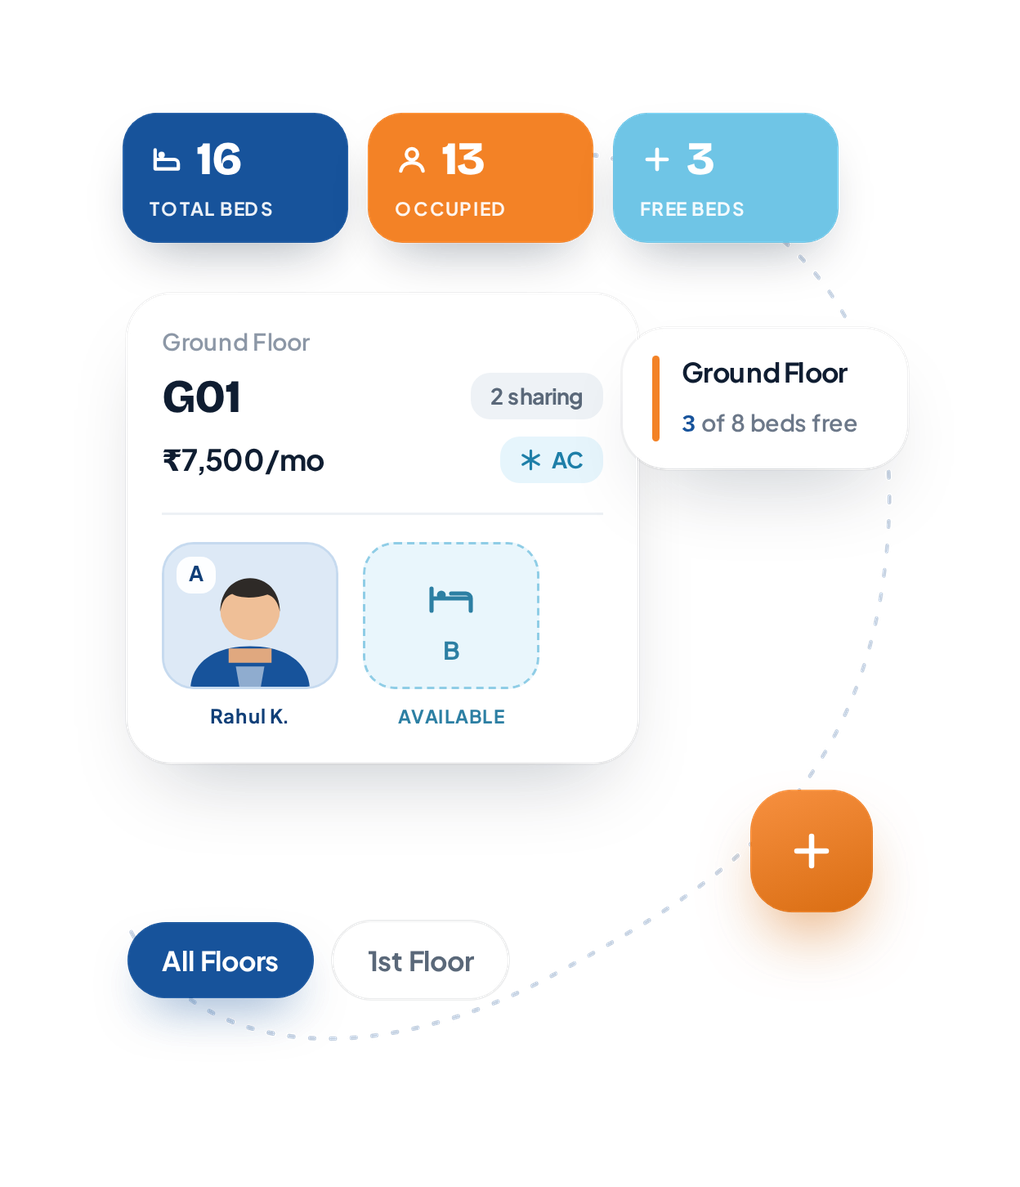 16
TOTAL BEDS
13
OCCUPIED
3
FREE BEDS
Ground Floor
G01
2 sharing
₹7,500/mo
AC
Ground Floor
3 of 8 beds free
A
Rahul K.
B
AVAILABLE
All Floors
1st Floor